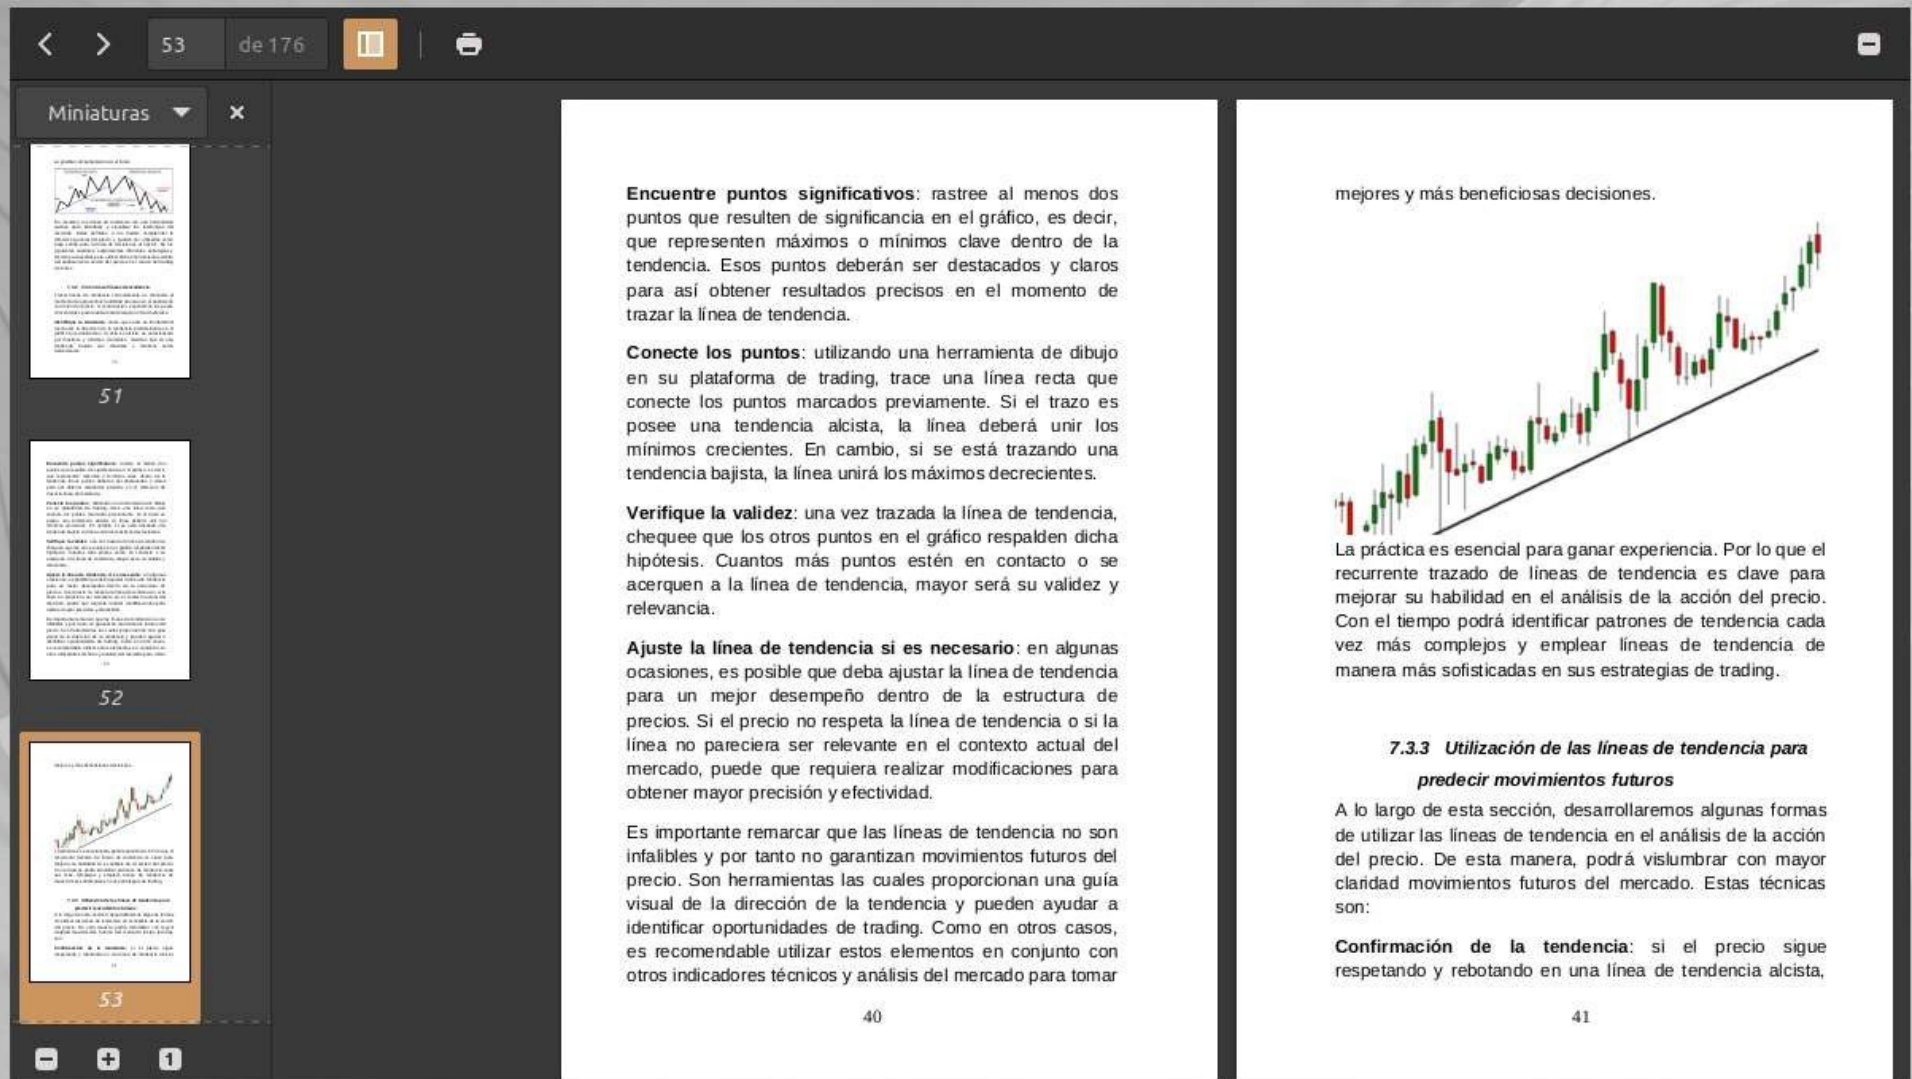 53
de 176
Miniaturas
51
52
53
Encuentre puntos significativos: rastree al menos dos
puntos que resulten de significancia en el gráfico, es decir,
que representen máximos o mínimos clave dentro de la
tendencia. Esos puntos deberán ser destacados y claros
para así obtener resultados precisos en el momento de
trazar la línea de tendencia.
Conecte los puntos: utilizando una herramienta de dibujo
en su plataforma de trading, trace una línea recta que
conecte los puntos marcados previamente. Si el trazo es
posee una tendencia alcista, la línea deberá unir los
mínimos crecientes. En cambio, si se está trazando una
tendencia bajista, la línea unirá los máximos decrecientes.
Verifique la validez: una vez trazada la línea de tendencia,
chequee que los otros puntos en el gráfico respalden dicha
hipótesis. Cuantos más puntos estén en contacto o se
acerquen a la línea de tendencia, mayor será su validez y
relevancia.
Ajuste la línea de tendencia si es necesario: en algunas
ocasiones, es posible que deba ajustar la línea de tendencia
para un mejor desempeño dentro de la estructura de
precios. Si el precio no respeta la línea de tendencia o si la
línea no pareciera ser relevante en el contexto actual del
mercado, puede que requiera realizar modificaciones para
obtener mayor precisión y efectividad.
Es importante remarcar que las líneas de tendencia no son
infalibles y por tanto no garantizan movimientos futuros del
precio. Son herramientas las cuales proporcionan una guía
visual de la dirección de la tendencia y pueden ayudar a
identificar oportunidades de trading. Como en otros casos,
es recomendable utilizar estos elementos en conjunto con
otros indicadores técnicos y análisis del mercado para tomar
40
mejores y más beneficiosas decisiones.
La práctica es esencial para ganar experiencia. Por lo que el
recurrente trazado de líneas de tendencia es clave para
mejorar su habilidad en el análisis de la acción del precio.
Con el tiempo podrá identificar patrones de tendencia cada
vez más complejos y emplear líneas de tendencia de
manera más sofisticadas en sus estrategias de trading.
7.3.3 Utilización de las líneas de tendencia para
predecir movimientos futuros
A lo largo de esta sección, desarrollaremos algunas formas
de utilizar las líneas de tendencia en el análisis de la acción
del precio. De esta manera, podrá vislumbrar con mayor
claridad movimientos futuros del mercado. Estas técnicas
son:
Confirmación de la tendencia: si el precio sigue
respetando y rebotando en una línea de tendencia alcista,
41
1